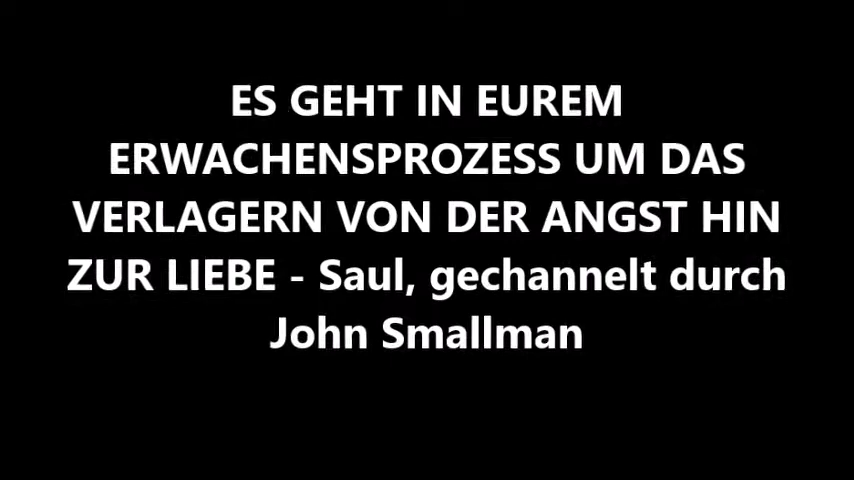 ES GEHT IN EUREM
ERWACHENSPROZESS UM DAS
VERLAGERN VON DER ANGST HIN
ZUR LIEBE - Saul, gechannelt durch
John Smallman